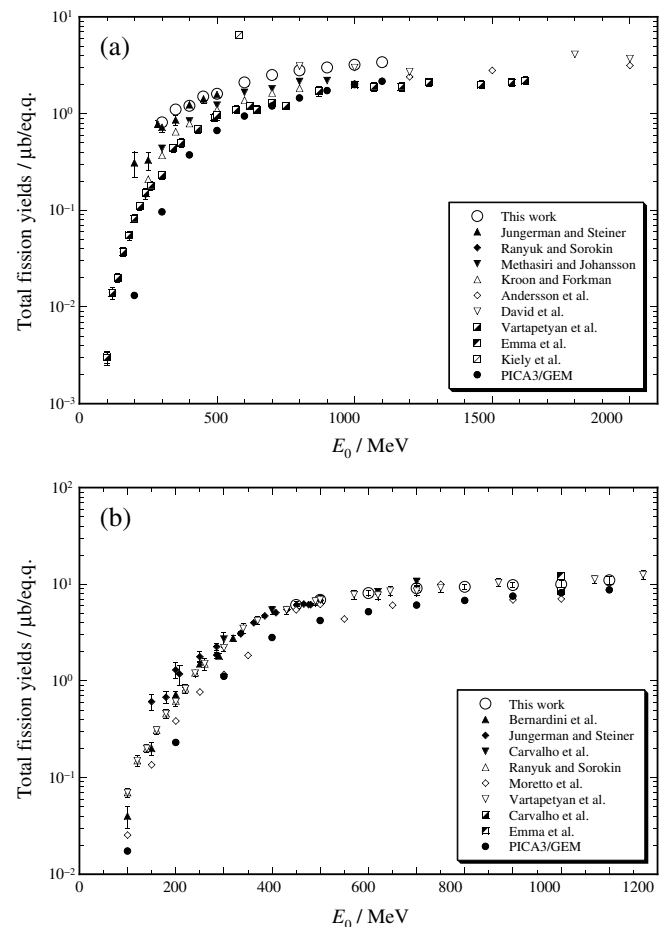 (a)
10¹
10⁰
10⁻¹
10⁻²
10⁻³
Total fission yields / μb/eq.q.
This work
Jungerman and Steiner
Ranyuk and Sorokin
Methasiri and Johansson
Kroon and Forkman
Andersson et al.
David et al.
Vartapetyan et al.
Emma et al.
Kiely et al.
PICA3/GEM
0 500 1000 1500 2000
E₀ / MeV
(b)
10²
10¹
10⁰
10⁻¹
10⁻²
Total fission yields / μb/eq.q.
This work
Bernardini et al.
Jungerman and Steiner
Carvalho et al.
Ranyuk and Sorokin
Moretto et al.
Vartapetyan et al.
Carvalho et al.
Emma et al.
PICA3/GEM
0 200 400 600 800 1000 1200
E₀ / MeV